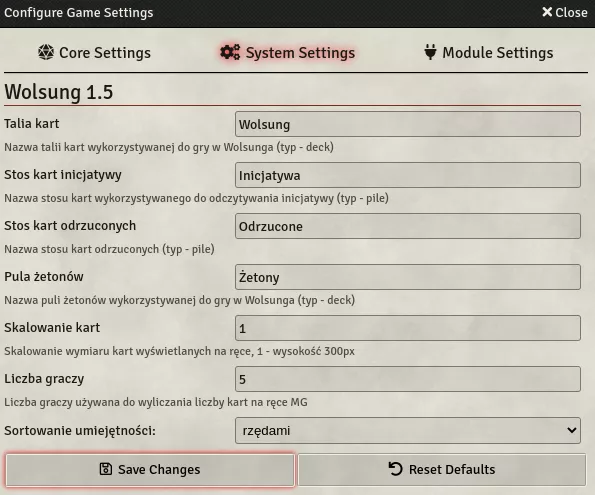 Configure Game Settings
Close
Core Settings
System Settings
Module Settings
Wolsung 1.5
Talia kart
Wolsung
Nazwa talii kart wykorzystywanej do gry w Wolsunga (typ - deck)
Stos kart inicjatywy
Inicjatywa
Nazwa stosu kart wykorzystywanego do odczytywania inicjatywy (typ - pile)
Stos kart odrzuconych
Odrzucone
Nazwa stosu kart odrzuconych (typ - pile)
Pula żetonów
Żetony
Nazwa puli żetonów wykorzystywanej do gry w Wolsunga (typ - deck)
Skalowanie kart
1
Skalowanie wymiaru kart wyświetlanych na ręce, 1 - wysokość 300px
Liczba graczy
5
Liczba graczy używana do wyliczania liczby kart na ręce MG
Sortowanie umiejętności:
rzędami
Save Changes
Reset Defaults